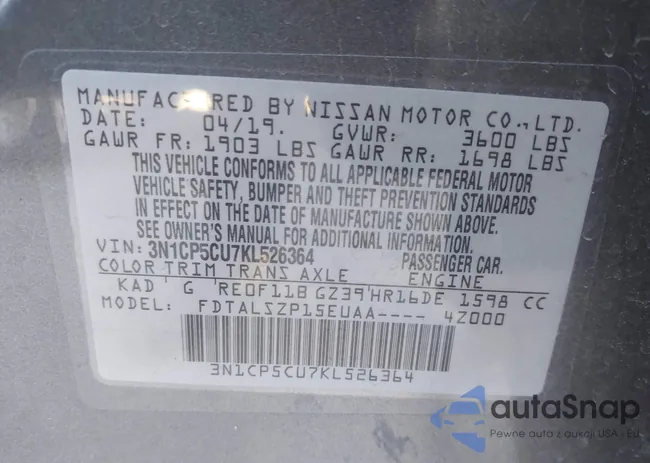 MANUFACTURED BY NISSAN MOTOR CO., LTD.
DATE: 04/19. GVWR: 3600 LBS
GAWR FR: 1903 LBS GAWR RR: 1698 LBS
THIS VEHICLE CONFORMS TO ALL APPLICABLE FEDERAL MOTOR
VEHICLE SAFETY, BUMPER AND THEFT PREVENTION STANDARDS
IN EFFECT ON THE DATE OF MANUFACTURE SHOWN ABOVE.
SEE OWNER'S MANUAL FOR ADDITIONAL INFORMATION.
VIN: 3N1CP5CU7KL526364 PASSENGER CAR.
COLOR TRIM TRANS AXLE ENGINE
KAD G RE0F11B GZ39 HR16DE 1598 CC
MODEL: FDTALSZP15EUAA---- 4Z000
3N1CP5CU7KL526364
autaSnap
Pewne auta z aukcji USA - EU